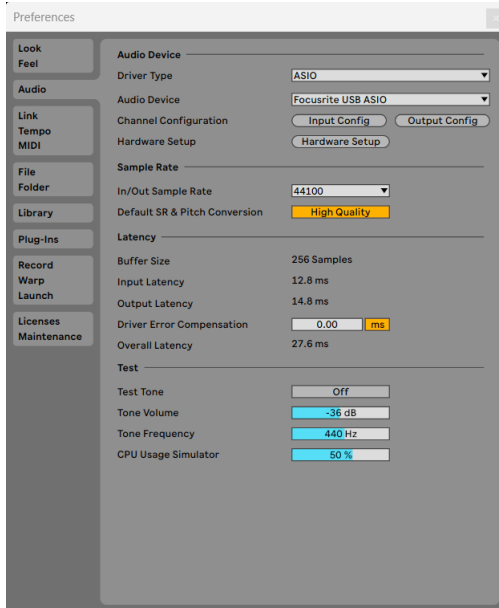 Preferences
Look
Feel
Audio
Link
Tempo
MIDI
File
Folder
Library
Plug-Ins
Record
Warp
Launch
Licenses
Maintenance
Audio Device
Driver Type ASIO
Audio Device Focusrite USB ASIO
Channel Configuration Input Config Output Config
Hardware Setup Hardware Setup
Sample Rate
In/Out Sample Rate 44100
Default SR & Pitch Conversion High Quality
Latency
Buffer Size 256 Samples
Input Latency 12.8 ms
Output Latency 14.8 ms
Driver Error Compensation 0.00 ms
Overall Latency 27.6 ms
Test
Test Tone Off
Tone Volume -36 dB
Tone Frequency 440 Hz
CPU Usage Simulator 50 %